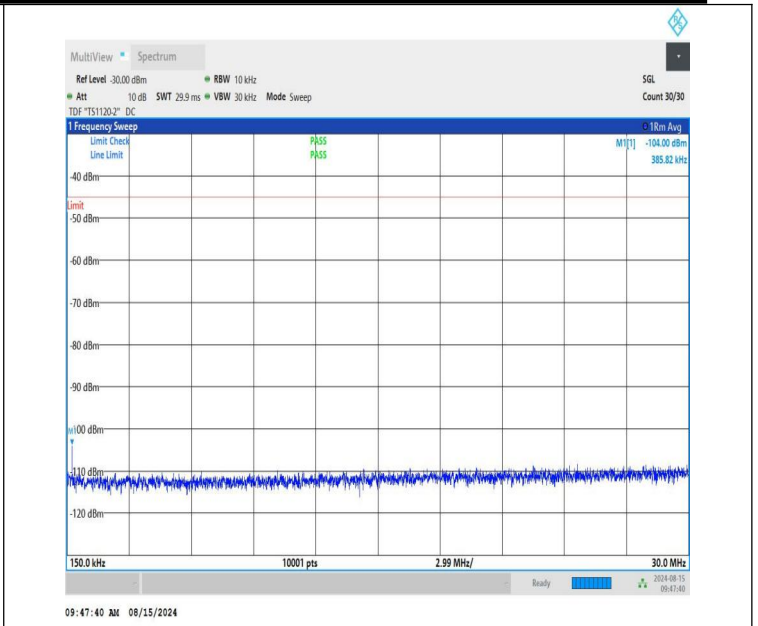 MultiView Spectrum
Ref Level -30.00 dBm RBW 10 kHz SGL
Att 10 dB SWT 29.9 ms VBW 30 kHz Mode Sweep Count 30/30
TDF "TS1120-2" DC
1 Frequency Sweep 1Rm Avg
Limit Check PASS M1[1] -104.00 dBm
Line Limit PASS 385.82 kHz
-40 dBm
Limit
-50 dBm
-60 dBm
-70 dBm
-80 dBm
-90 dBm
M1
-100 dBm
-110 dBm
-120 dBm
150.0 kHz 10001 pts 2.99 MHz/ 30.0 MHz
Ready 2024-08-15
09:47:40
09:47:40 AM 08/15/2024